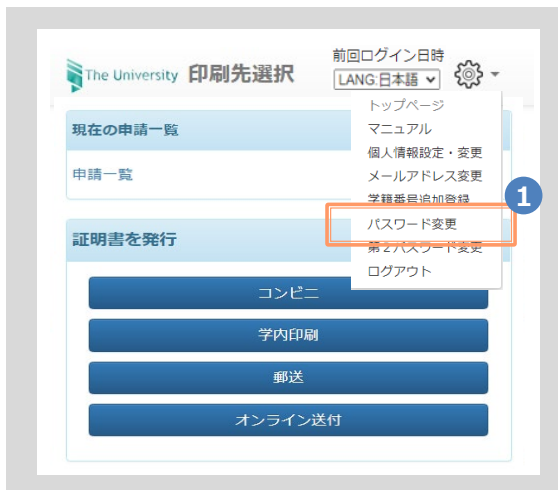 前回ログイン日時
The University 印刷先選択
LANG:日本語
トップページ
現在の申請一覧
マニュアル
個人情報設定・変更
申請一覧
メールアドレス変更
学籍番号追加登録
1
パスワード変更
証明書を発行
第2パスワード変更
ログアウト
コンビニ
学内印刷
郵送
オンライン送付